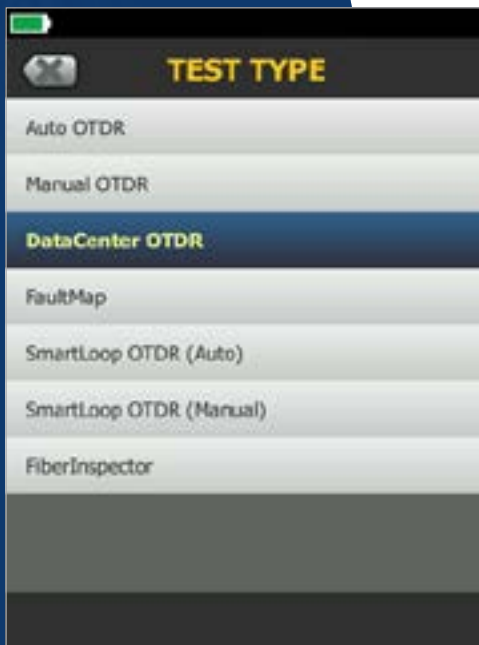 TEST TYPE
Auto OTDR
Manual OTDR
DataCenter OTDR
FaultMap
SmartLoop OTDR (Auto)
SmartLoop OTDR (Manual)
FiberInspector